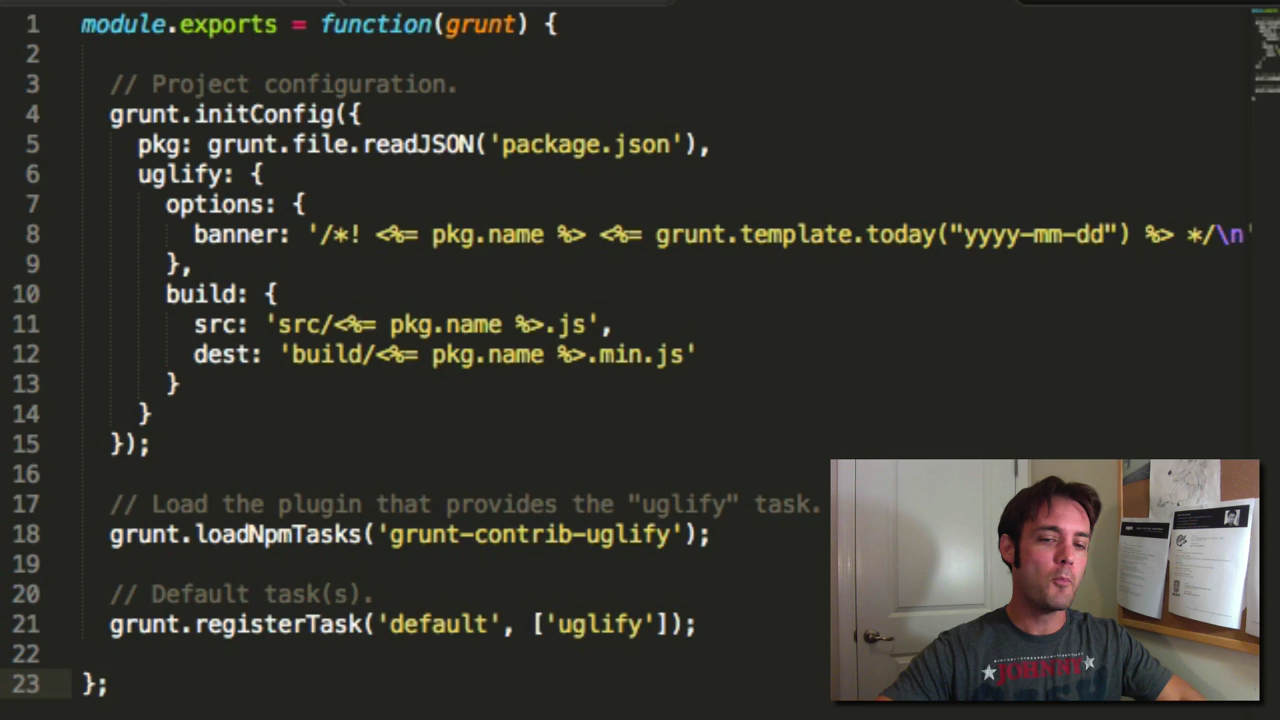 1 module.exports = function(grunt) {
2
3 // Project configuration.
4 grunt.initConfig({
5 pkg: grunt.file.readJSON('package.json'),
6 uglify: {
7 options: {
8 banner: '/*! <%= pkg.name %> <%= grunt.template.today("yyyy-mm-dd") %> */\n'
9 },
10 build: {
11 src: 'src/<%= pkg.name %>.js',
12 dest: 'build/<%= pkg.name %>.min.js'
13 }
14 }
15 });
16
17 // Load the plugin that provides the "uglify" task.
18 grunt.loadNpmTasks('grunt-contrib-uglify');
19
20 // Default task(s).
21 grunt.registerTask('default', ['uglify']);
22
23 };
JOHNNY